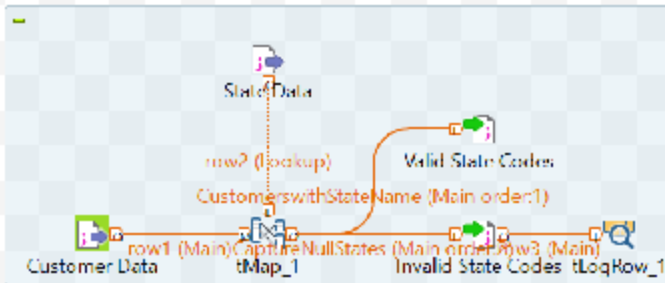 State Data
row2 (Lookup)
Valid State Codes
CustomerswithStateName (Main order:1)
row1 (Main)
CaptureNullStates (Main order:
row3 (Main)
Customer Data
tMap_1
Invalid State Codes
tLogRow_1